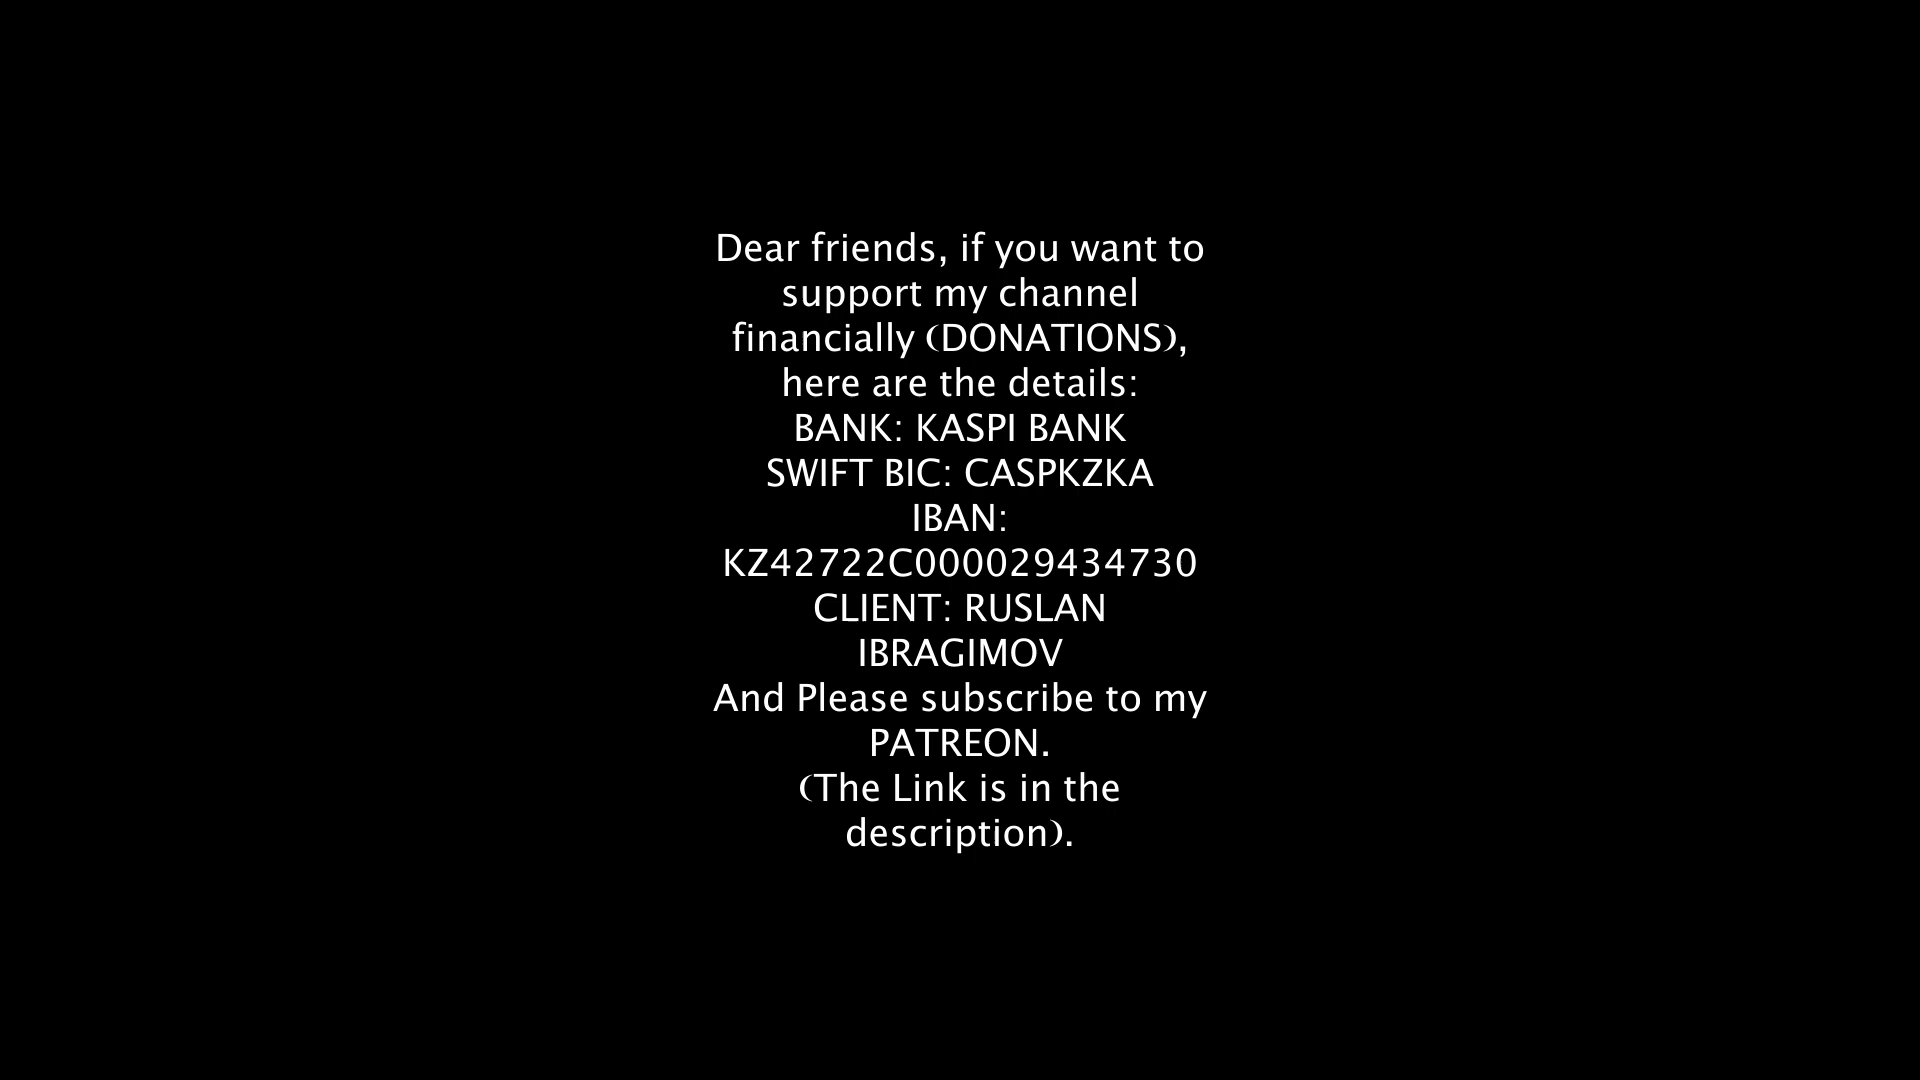 Dear friends, if you want to
support my channel
financially (DONATIONS),
here are the details:
BANK: KASPI BANK
SWIFT BIC: CASPKZKA
IBAN:
KZ42722C000029434730
CLIENT: RUSLAN
IBRAGIMOV
And Please subscribe to my
PATREON.
(The Link is in the
description).